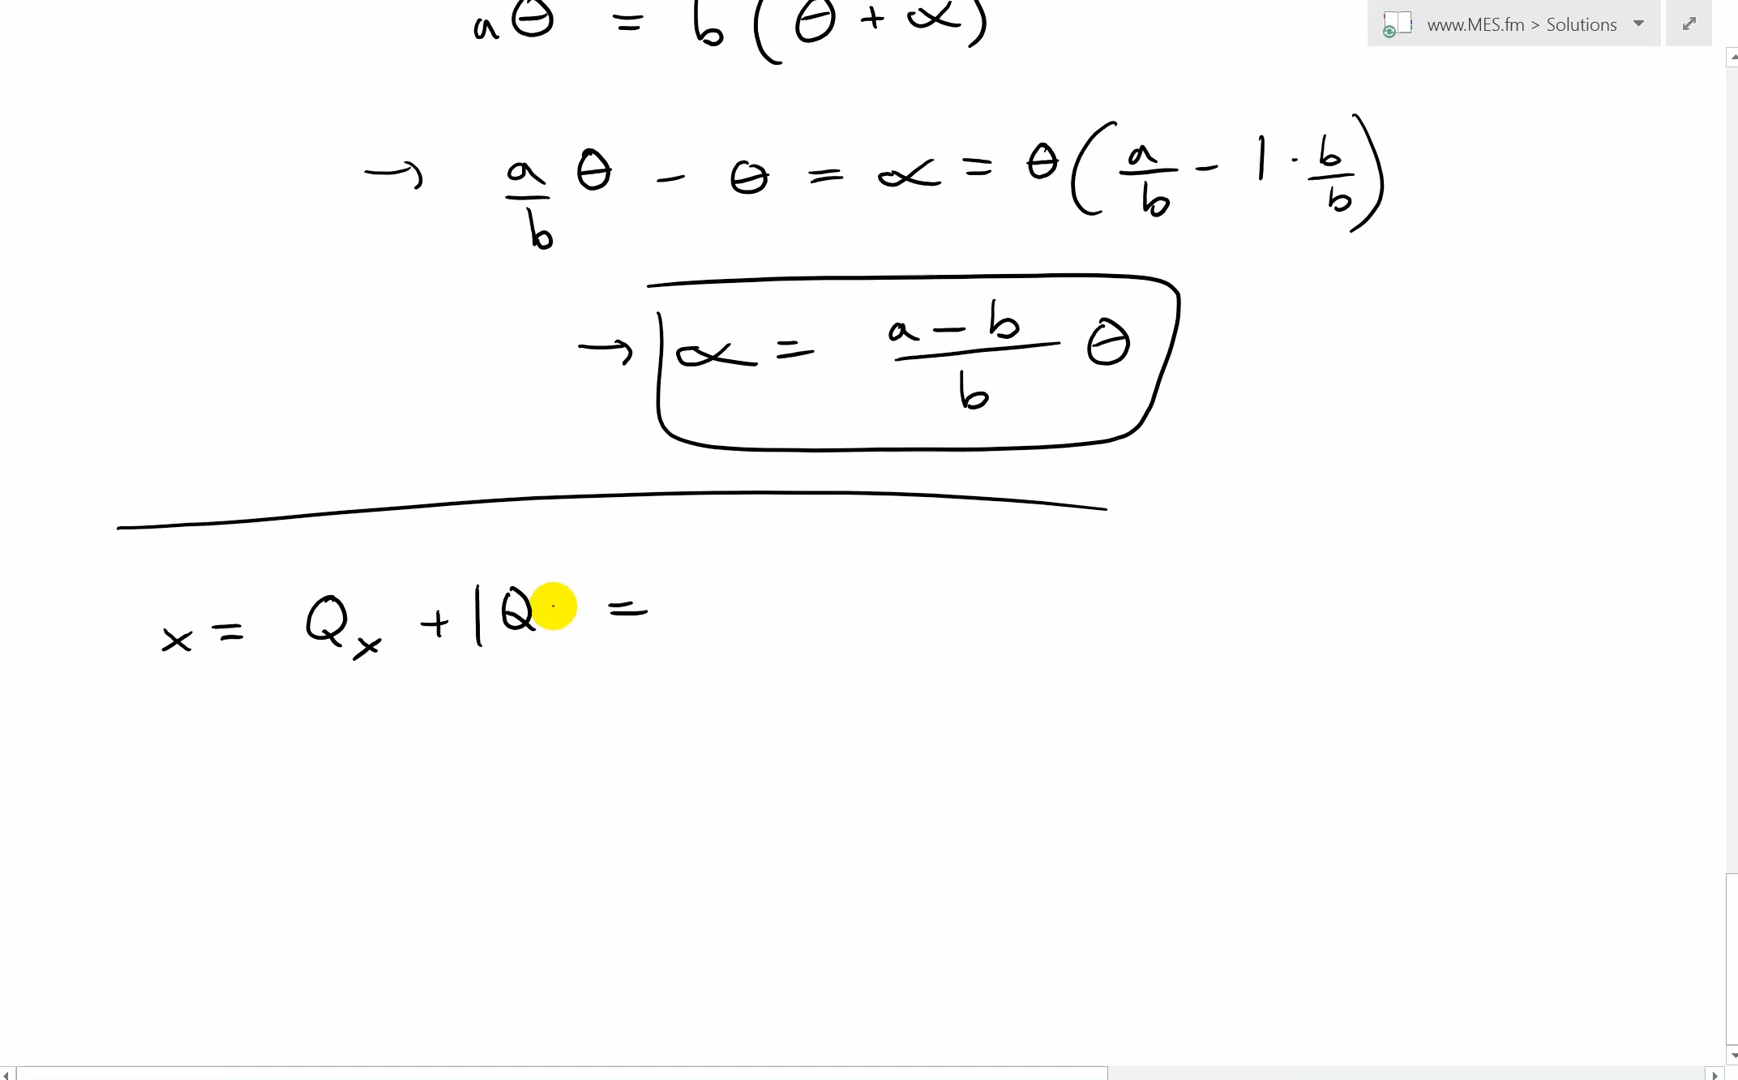 aθ = b(θ + α)
www.MES.fm > Solutions
→ a/b θ - θ = α = θ(a/b - 1 · b/b)
→ α = a - b/b θ
x = Qₓ + |Q =